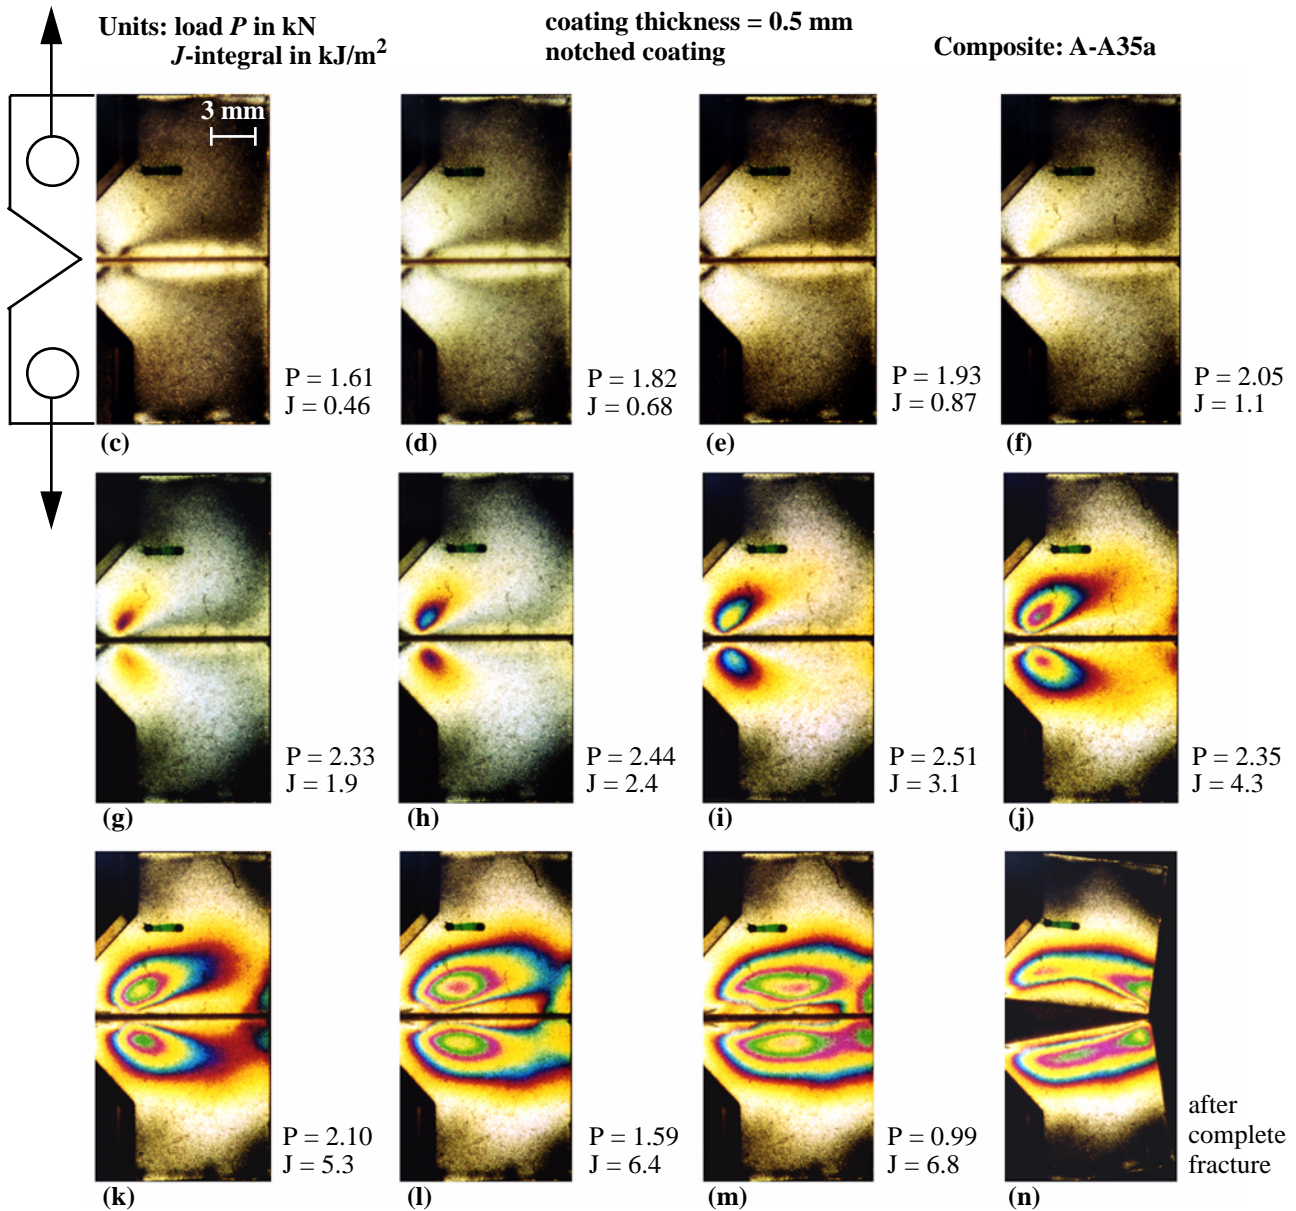 Units: load P in kN
J-integral in kJ/m²
coating thickness = 0.5 mm
notched coating
Composite: A-A35a
3 mm
P = 1.61
J = 0.46
(c)
P = 1.82
J = 0.68
(d)
P = 1.93
J = 0.87
(e)
P = 2.05
J = 1.1
(f)
P = 2.33
J = 1.9
(g)
P = 2.44
J = 2.4
(h)
P = 2.51
J = 3.1
(i)
P = 2.35
J = 4.3
(j)
P = 2.10
J = 5.3
(k)
P = 1.59
J = 6.4
(l)
P = 0.99
J = 6.8
(m)
after
complete
fracture
(n)